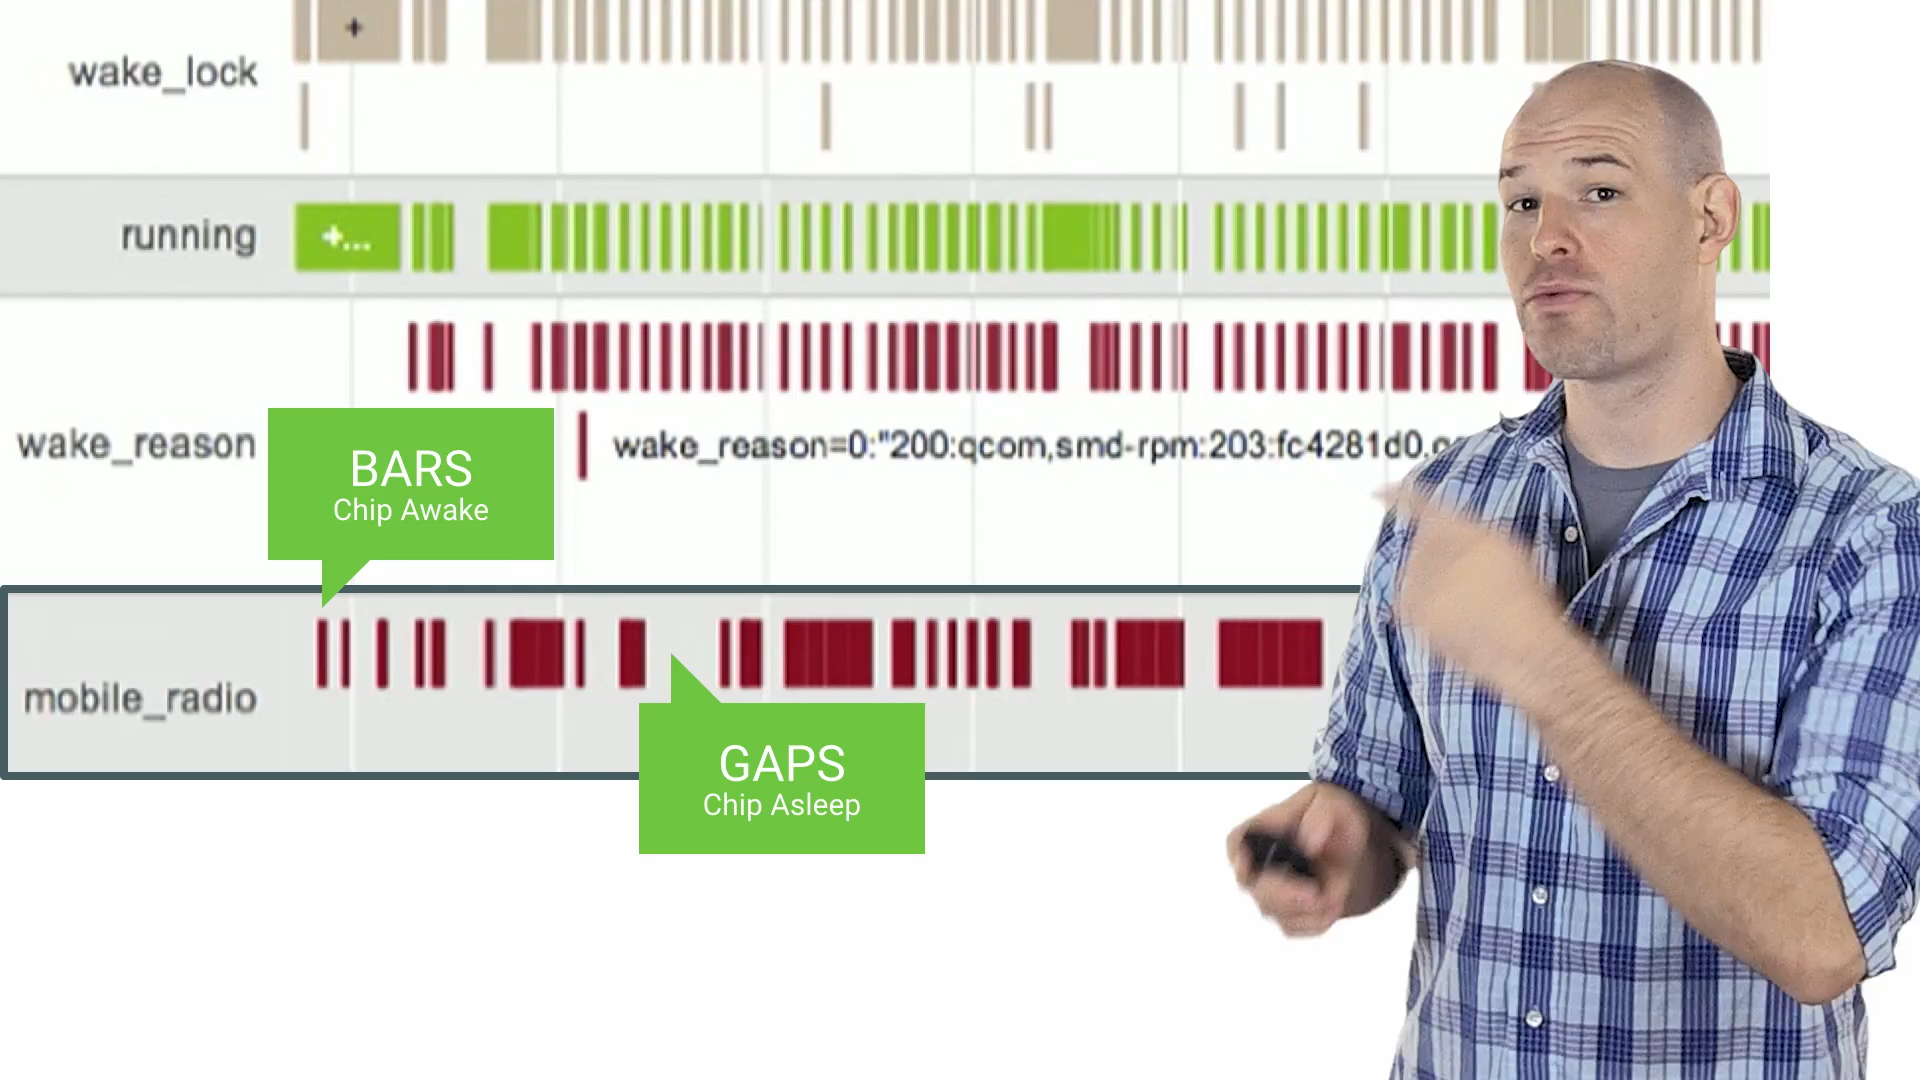 +
wake_lock
running
+...
wake_reason
wake_reason=0:"200:qcom,smd-rpm:203:fc4281d0.
BARS
Chip Awake
mobile_radio
GAPS
Chip Asleep